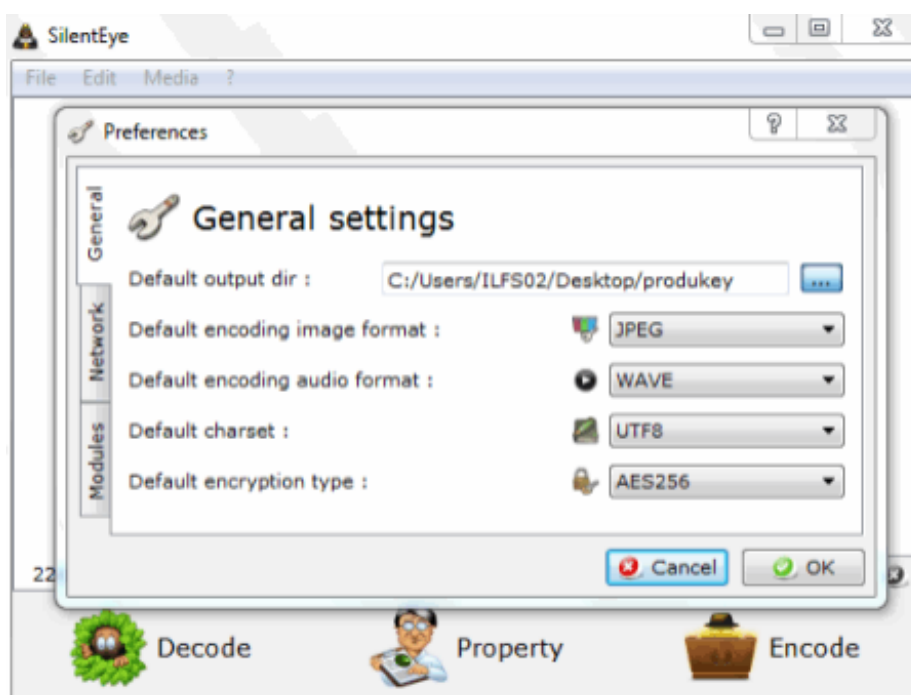 SilentEye
File Edit Media ?
Preferences
General
Network
Modules
General settings
Default output dir : C:/Users/ILFS02/Desktop/produkey ...
Default encoding image format : JPEG
Default encoding audio format : WAVE
Default charset : UTF8
Default encryption type : AES256
Cancel OK
22
Decode Property Encode